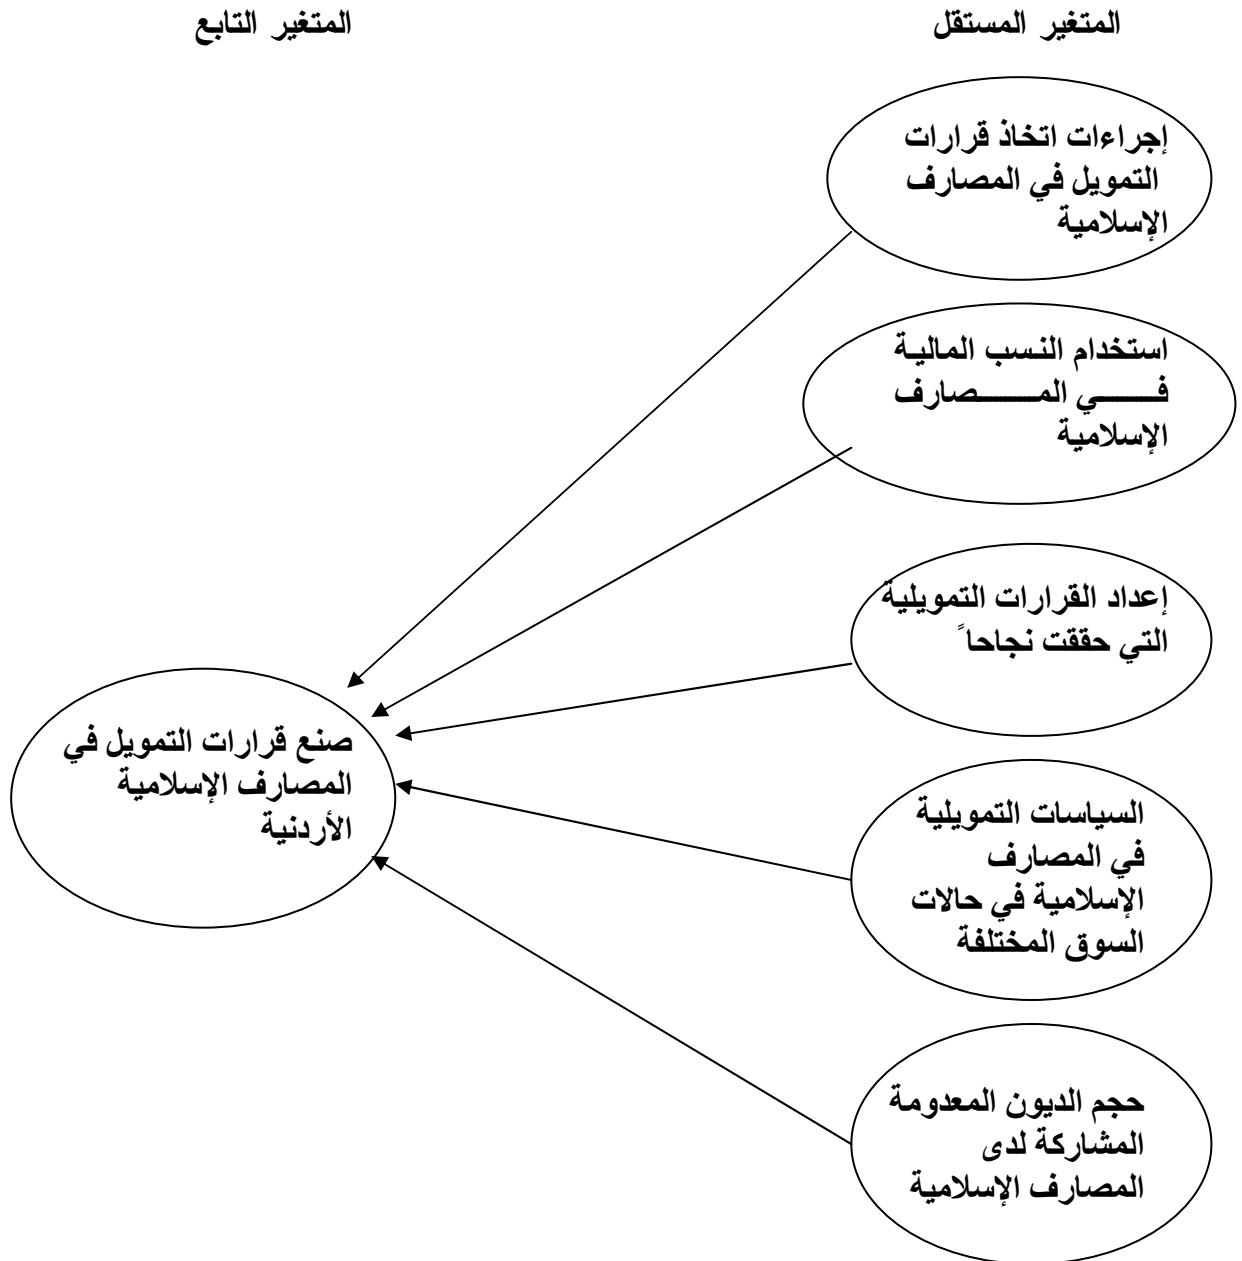 المتغير المستقل
المتغير التابع
إجراءات اتخاذ قرارات
التمويل في المصارف
الإسلامية
استخدام النسب المالية
في المصارف
الإسلامية
إعداد القرارات التمويلية
التي حققت نجاحاً
السياسات التمويلية
في المصارف
الإسلامية في حالات
السوق المختلفة
حجم الديون المعدومة
المشاركة لدى
المصارف الإسلامية
صنع قرارات التمويل في
المصارف الإسلامية
الأردنية